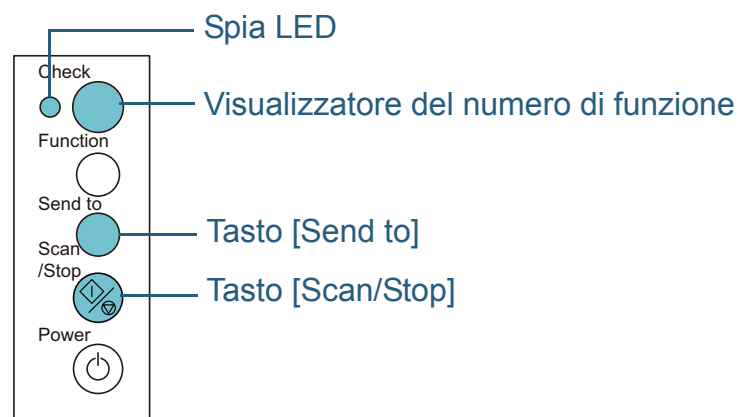 Spia LED
Check
Visualizzatore del numero di funzione
Function
Send to
Tasto [Send to]
Scan
/Stop
Tasto [Scan/Stop]
Power